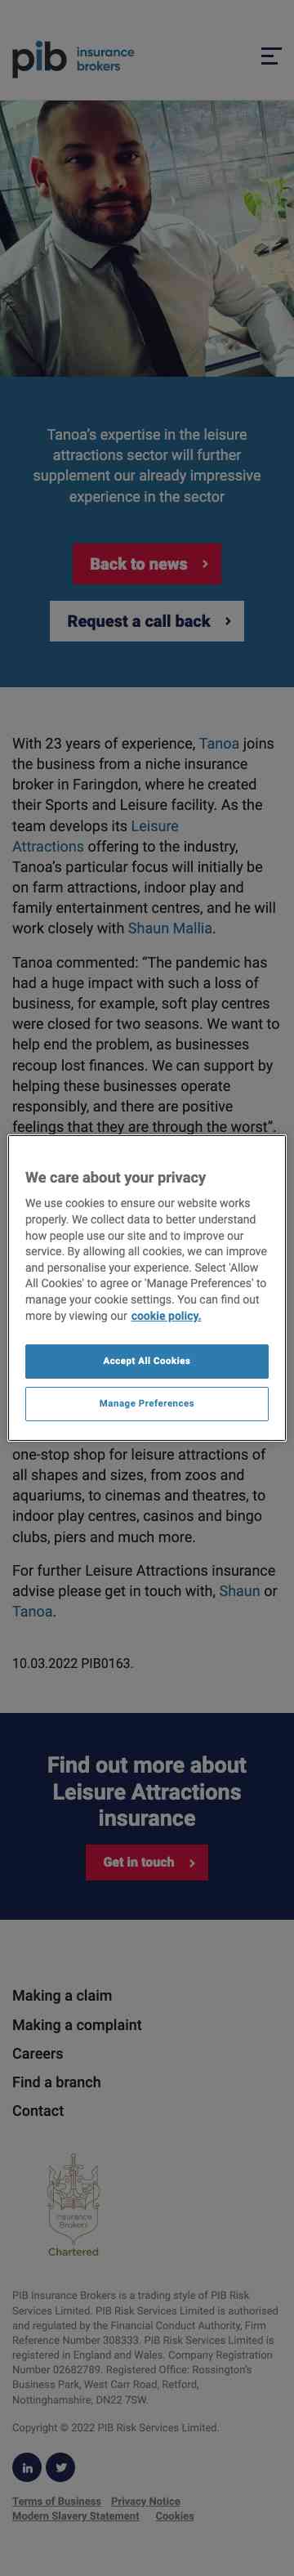 pib insurance
brokers
Tanoa's expertise in the leisure
attractions sector will further
supplement our already impressive
experience in the sector
Back to news
Request a call back
With 23 years of experience, Tanoa joins
the business from a niche insurance
broker in Faringdon, where he created
their Sports and Leisure facility. As the
team develops its Leisure
Attractions offering to the industry,
Tanoa's particular focus will initially be
on farm attractions, indoor play and
family entertainment centres, and he will
work closely with Shaun Mallia.
Tanoa commented: “The pandemic has
had a huge impact with such a loss of
business, for example, soft play centres
were closed for two seasons. We want to
help end the problem, as businesses
recoup lost finances. We can support by
helping these businesses operate
responsibly, and there are positive
feelings that they are through the worst”.
We care about your privacy
We use cookies to ensure our website works
properly. We collect data to better understand
how people use our site and to improve our
service. By allowing all cookies, we can improve
and personalise your experience. Select 'Allow
All Cookies' to agree or 'Manage Preferences' to
manage your cookie settings. You can find out
more by viewing our cookie policy.
Accept All Cookies
Manage Preferences
one-stop shop for leisure attractions of
all shapes and sizes, from zoos and
aquariums, to cinemas and theatres, to
indoor play centres, casinos and bingo
clubs, piers and much more.
For further Leisure Attractions insurance
advise please get in touch with, Shaun or
Tanoa.
10.03.2022 PIB0163.
Find out more about
Leisure Attractions
insurance
Get in touch
Making a claim
Making a complaint
Careers
Find a branch
Contact
Insurance
Brokers
Chartered
PIB Insurance Brokers is a trading style of PIB Risk
Services Limited. PIB Risk Services Limited is authorised
and regulated by the Financial Conduct Authority, Firm
Reference Number 308333. PIB Risk Services Limited is
registered in England and Wales. Company Registration
Number 02682789. Registered Office: Rossington's
Business Park, West Carr Road, Retford,
Nottinghamshire, DN22 7SW.
Copyright © 2022 PIB Risk Services Limited.
in
Terms of Business Privacy Notice
Modern Slavery Statement Cookies